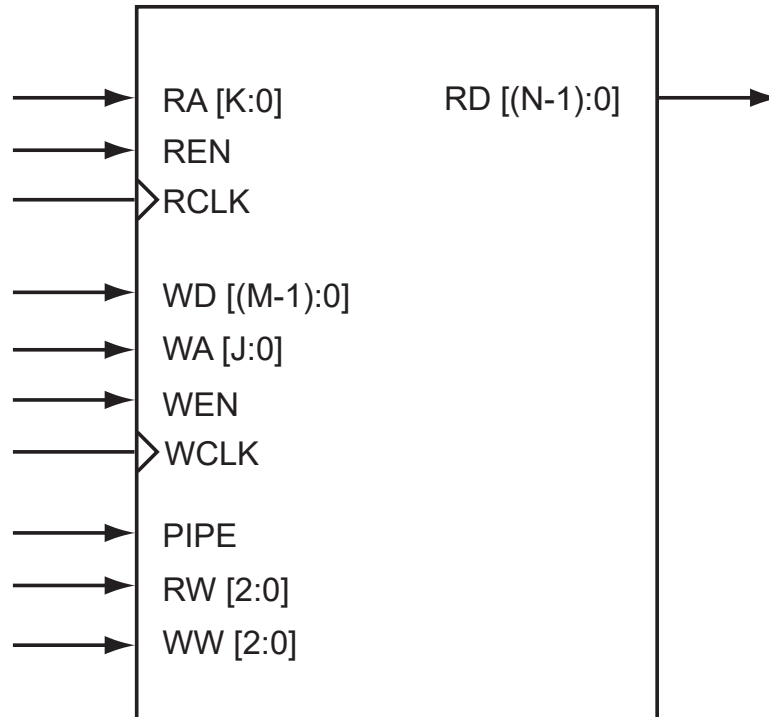 RA [K:0]
RD [(N-1):0]
REN
RCLK
WD [(M-1):0]
WA [J:0]
WEN
WCLK
PIPE
RW [2:0]
WW [2:0]